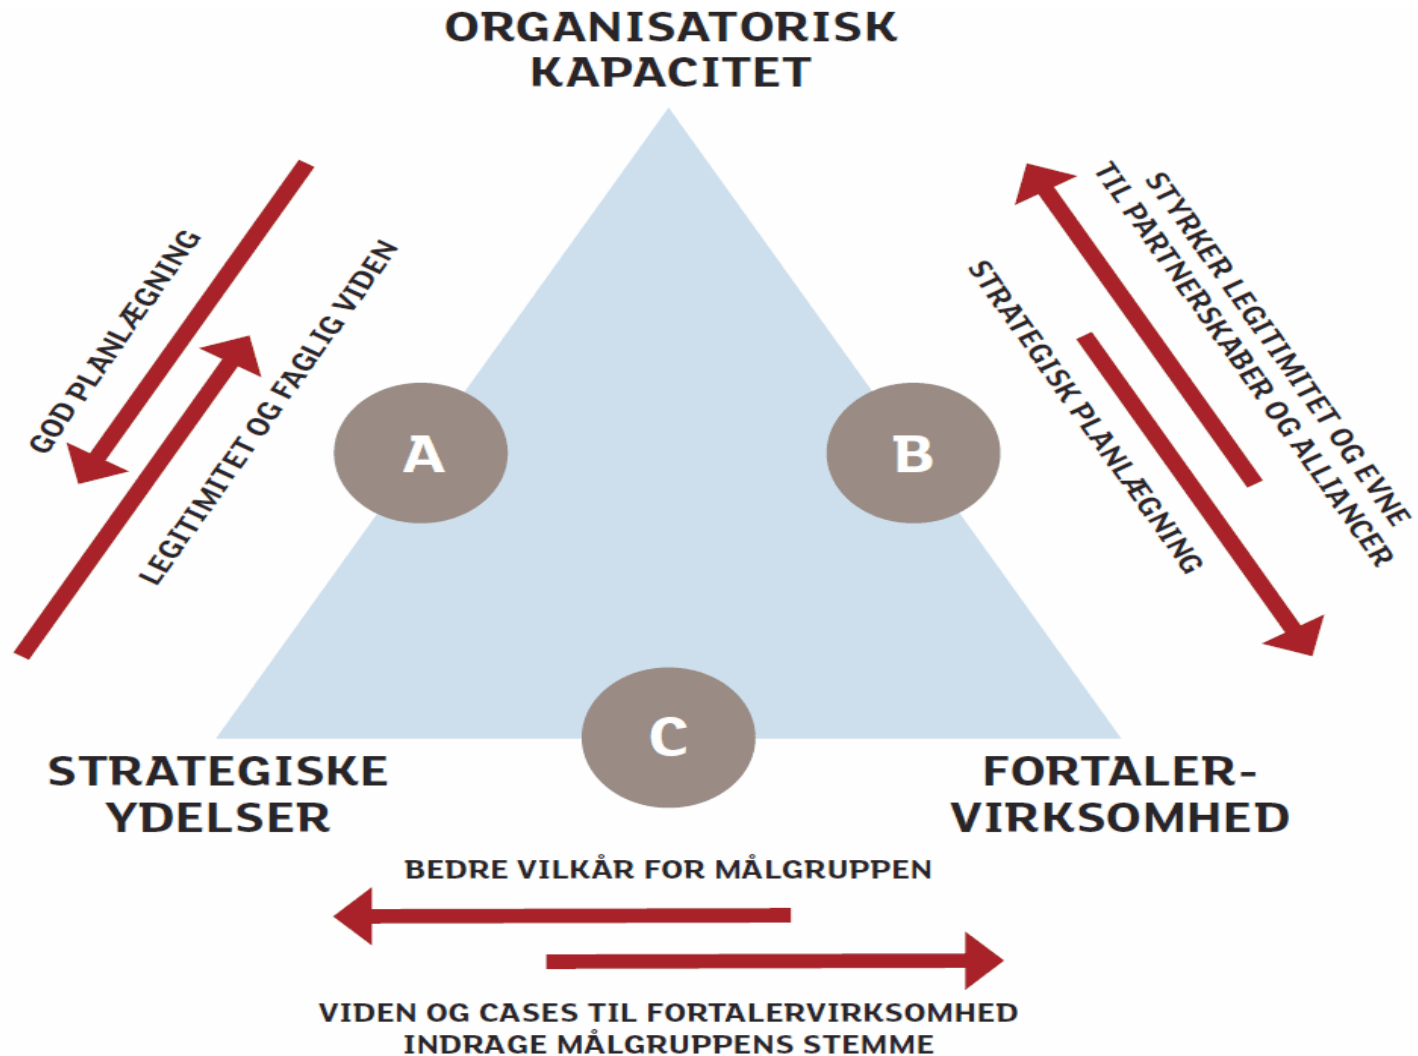 ORGANISATORISK
KAPACITET
GOD PLANLÆGNING
LEGITIMITET OG FAGLIG VIDEN
STYRKER LEGITIMITET OG EVNE
TIL PARTNERSKABER OG ALLIANCER
STRATEGISK PLANLÆGNING
A
B
C
STRATEGISKE
YDELSER
FORTALER-
VIRKSOMHED
BEDRE VILKÅR FOR MÅLGRUPPEN
VIDEN OG CASES TIL FORTALERVIRKSOMHED
INDRAGE MÅLGRUPPENS STEMME